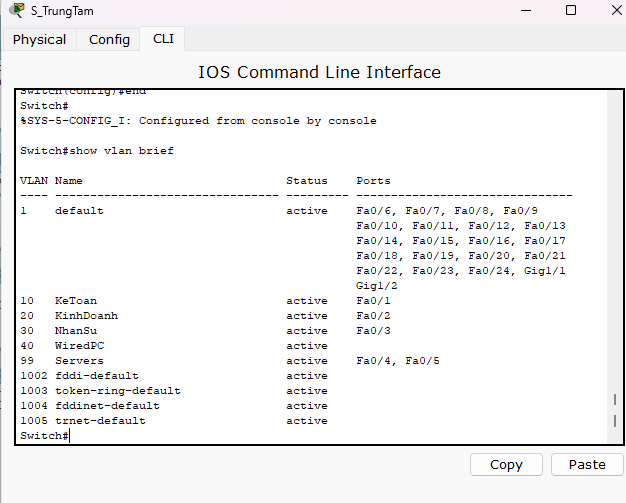 S_TrungTam
Physical Config CLI
IOS Command Line Interface
Switch(config)#end
Switch#
%SYS-5-CONFIG_I: Configured from console by console
Switch#show vlan brief
VLAN Name                             Status    Ports
---- -------------------------------- --------- -------------------------------
1    default                          active    Fa0/6, Fa0/7, Fa0/8, Fa0/9
                                                Fa0/10, Fa0/11, Fa0/12, Fa0/13
                                                Fa0/14, Fa0/15, Fa0/16, Fa0/17
                                                Fa0/18, Fa0/19, Fa0/20, Fa0/21
                                                Fa0/22, Fa0/23, Fa0/24, Gig1/1
                                                Gig1/2
10   KeToan                           active    Fa0/1
20   KinhDoanh                        active    Fa0/2
30   NhanSu                           active    Fa0/3
40   WiredPC                          active
99   Servers                          active    Fa0/4, Fa0/5
1002 fddi-default                     active
1003 token-ring-default               active
1004 fddinet-default                  active
1005 trnet-default                    active
Switch#
Copy Paste